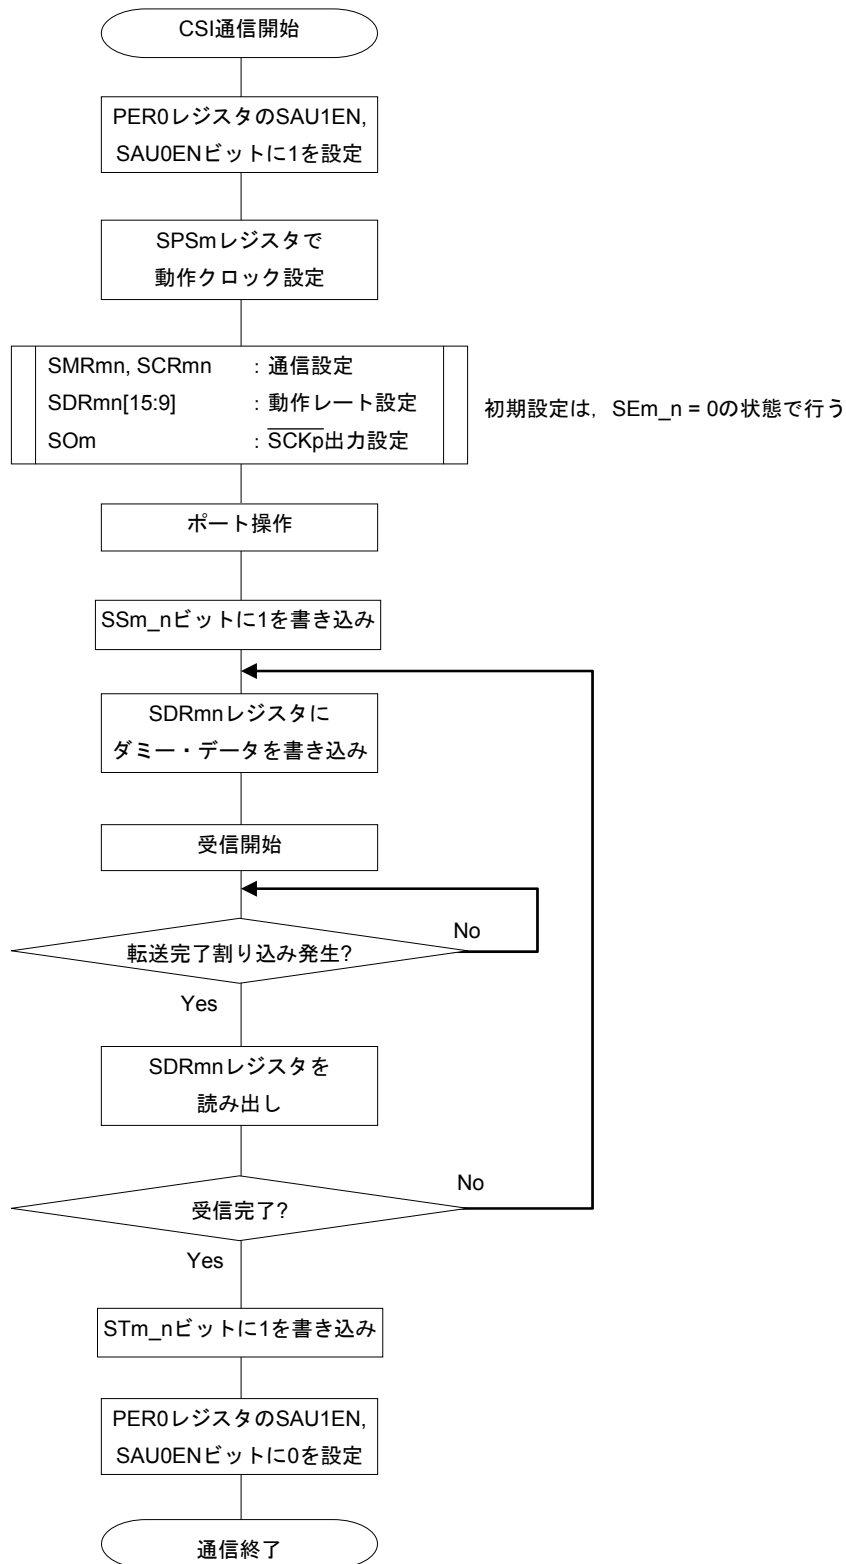 CSI通信開始
PER0レジスタのSAU1EN,
SAU0ENビットに1を設定
SPSmレジスタで
動作クロック設定
SMRmn, SCRmn ：通信設定
SDRmn[15:9] ：動作レート設定
SOm ：SCKp出力設定
初期設定は，SEm_n = 0の状態で行う
ポート操作
SSm_nビットに1を書き込み
SDRmnレジスタに
ダミー・データを書き込み
受信開始
転送完了割り込み発生?
No
Yes
SDRmnレジスタを
読み出し
受信完了?
No
Yes
STm_nビットに1を書き込み
PER0レジスタのSAU1EN,
SAU0ENビットに0を設定
通信終了